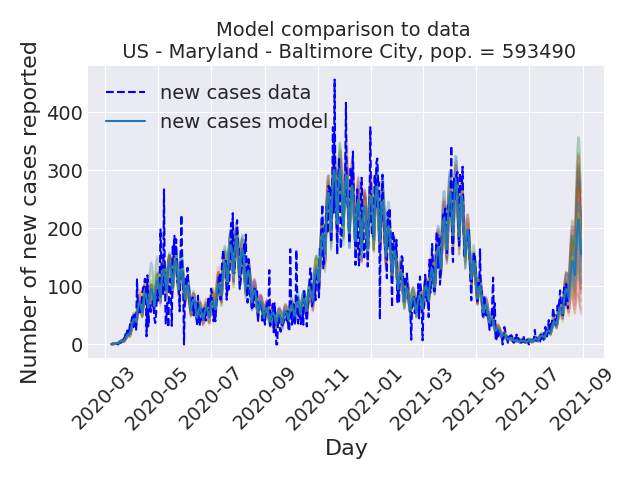 Model comparison to data
US - Maryland - Baltimore City, pop. = 593490
Number of new cases reported
400
300
200
100
0
new cases data
new cases model
2020-03
2020-05
2020-07
2020-09
2020-11
2021-01
2021-03
2021-05
2021-07
2021-09
Day